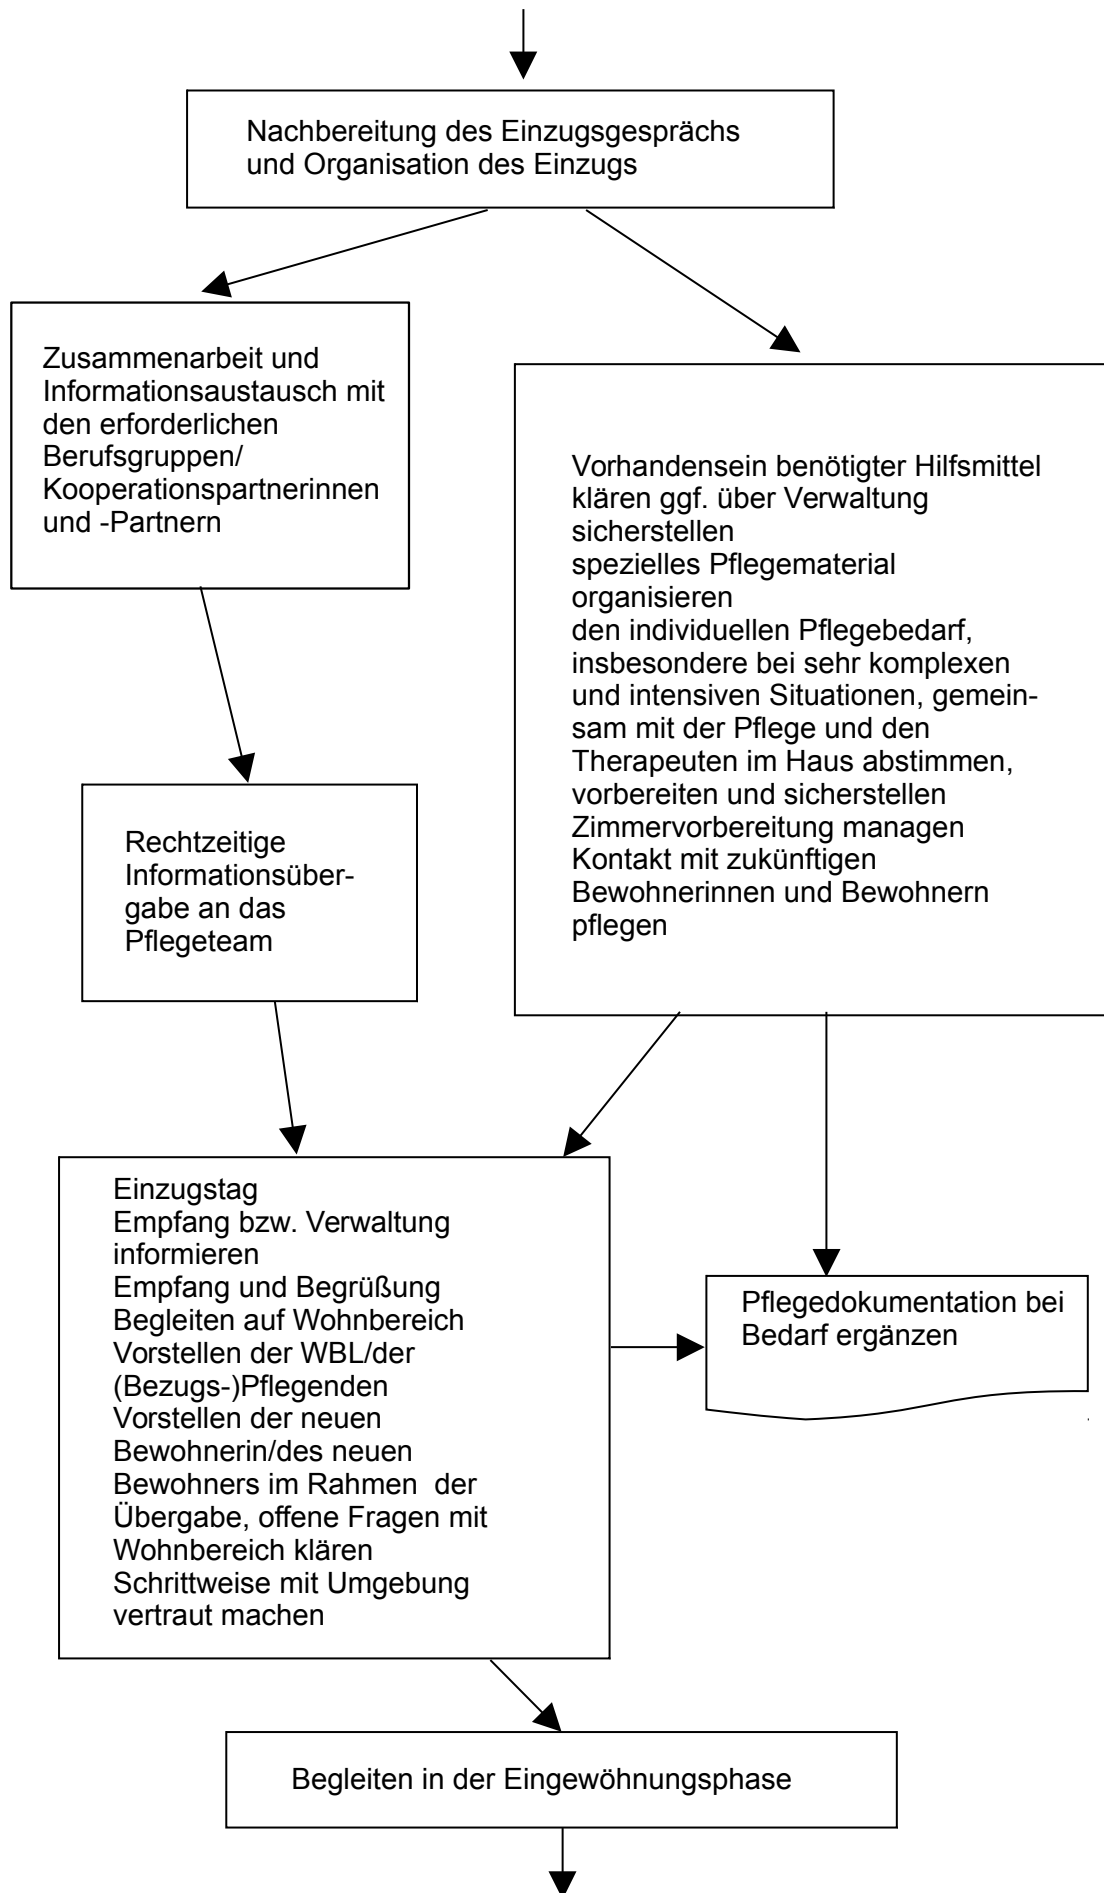 Nachbereitung des Einzugsgesprächs
und Organisation des Einzugs
Zusammenarbeit und
Informationsaustausch mit
den erforderlichen
Berufsgruppen/
Kooperationspartnerinnen
und -Partnern
Vorhandensein benötigter Hilfsmittel
klären ggf. über Verwaltung
sicherstellen
spezielles Pflegematerial
organisieren
den individuellen Pflegebedarf,
insbesondere bei sehr komplexen
und intensiven Situationen, gemein-
sam mit der Pflege und den
Therapeuten im Haus abstimmen,
vorbereiten und sicherstellen
Zimmervorbereitung managen
Kontakt mit zukünftigen
Bewohnerinnen und Bewohnern
pflegen
Rechtzeitige
Informationsüber-
gabe an das
Pflegeteam
Einzugstag
Empfang bzw. Verwaltung
informieren
Empfang und Begrüßung
Begleiten auf Wohnbereich
Vorstellen der WBL/der
(Bezugs-)Pflegenden
Vorstellen der neuen
Bewohnerin/des neuen
Bewohners im Rahmen  der
Übergabe, offene Fragen mit
Wohnbereich klären
Schrittweise mit Umgebung
vertraut machen
Pflegedokumentation bei
Bedarf ergänzen
Begleiten in der Eingewöhnungsphase